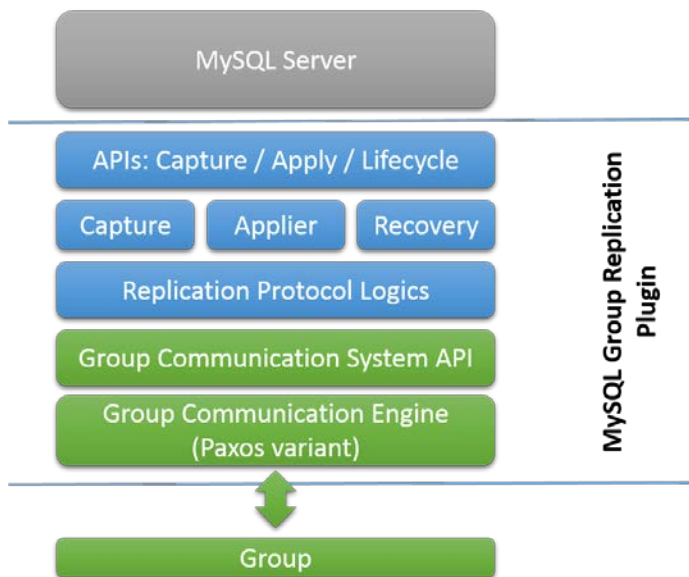 MySQL Server
APIs: Capture / Apply / Lifecycle
Capture
Applier
Recovery
Replication Protocol Logics
Group Communication System API
Group Communication Engine
(Paxos variant)
Group
MySQL Group Replication
Plugin